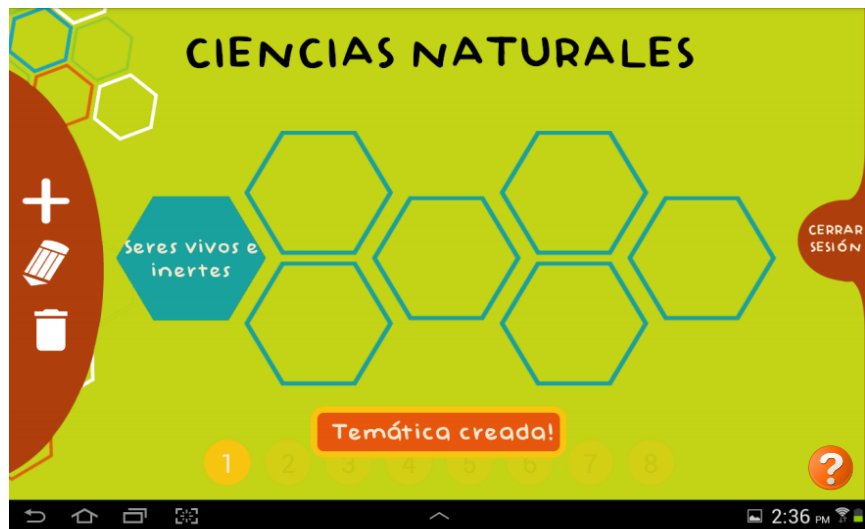 CIENCIAS NATURALES
CERRAR
SESIÓN
Seres vivos e
inertes
Temática creada!
1 2 3 4 5 6 7 8
?
2:36 PM